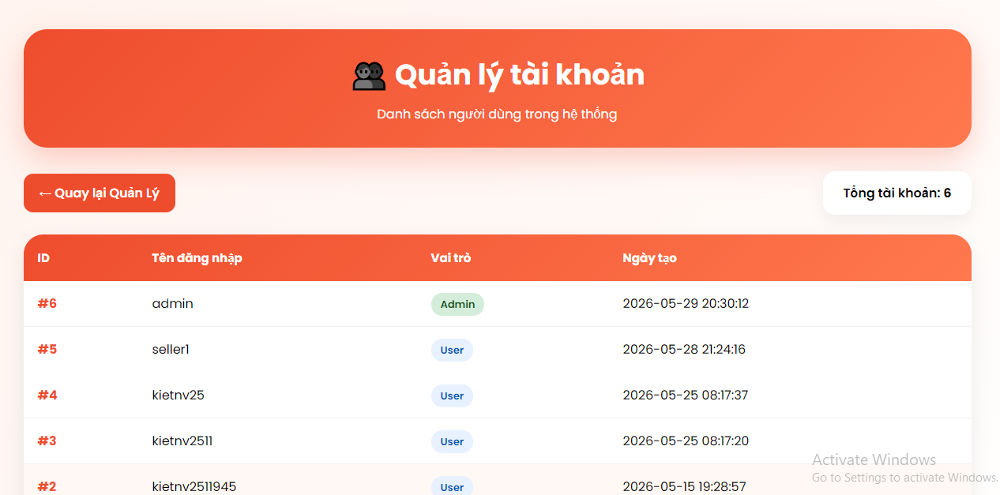 Quản lý tài khoản
Danh sách người dùng trong hệ thống
← Quay lại Quản Lý
Tổng tài khoản: 6
ID Tên đăng nhập Vai trò Ngày tạo
#6 admin Admin 2026-05-29 20:30:12
#5 seller1 User 2026-05-28 21:24:16
#4 kietnv25 User 2026-05-25 08:17:37
#3 kietnv2511 User 2026-05-25 08:17:20
#2 kietnv2511945 User 2026-05-15 19:28:57
Activate Windows
Go to Settings to activate Windows.